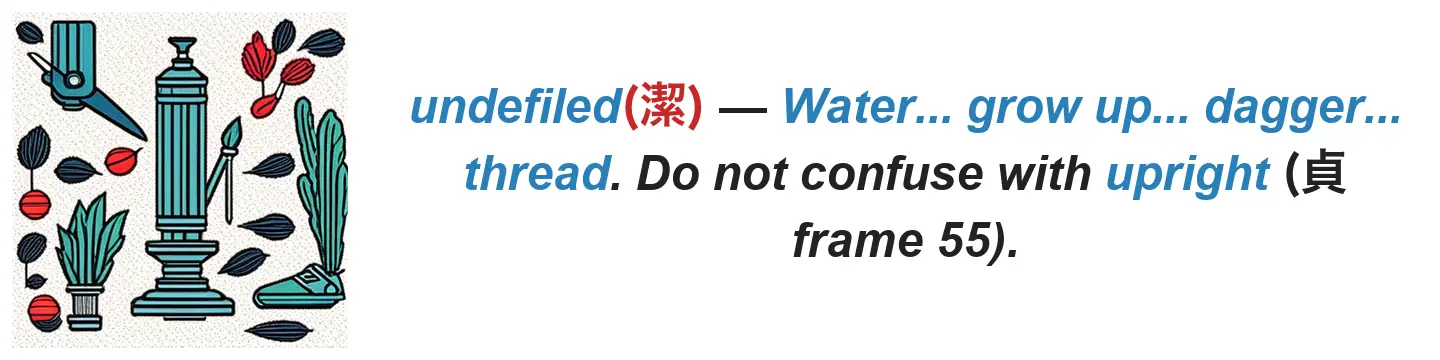 undefiled(潔) — Water... grow up... dagger...
thread. Do not confuse with upright (貞
frame 55).